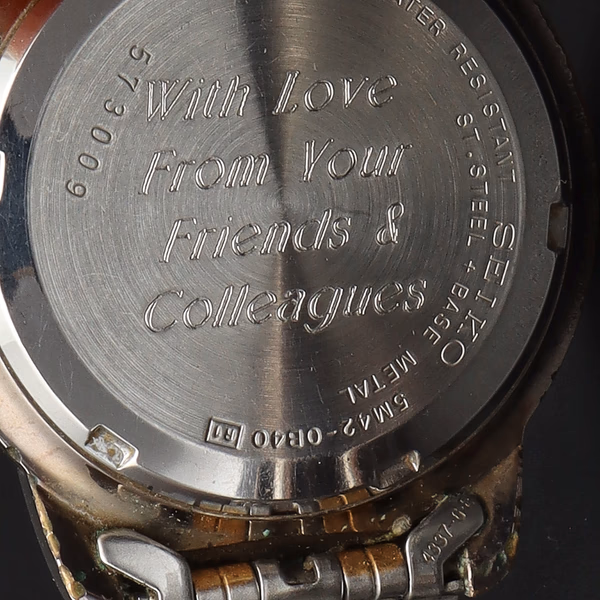 With Love
From Your
Friends &
Colleagues
WATER RESISTANT
SEIKO
ST.STEEL + BASE METAL
5M42-0B40
573009